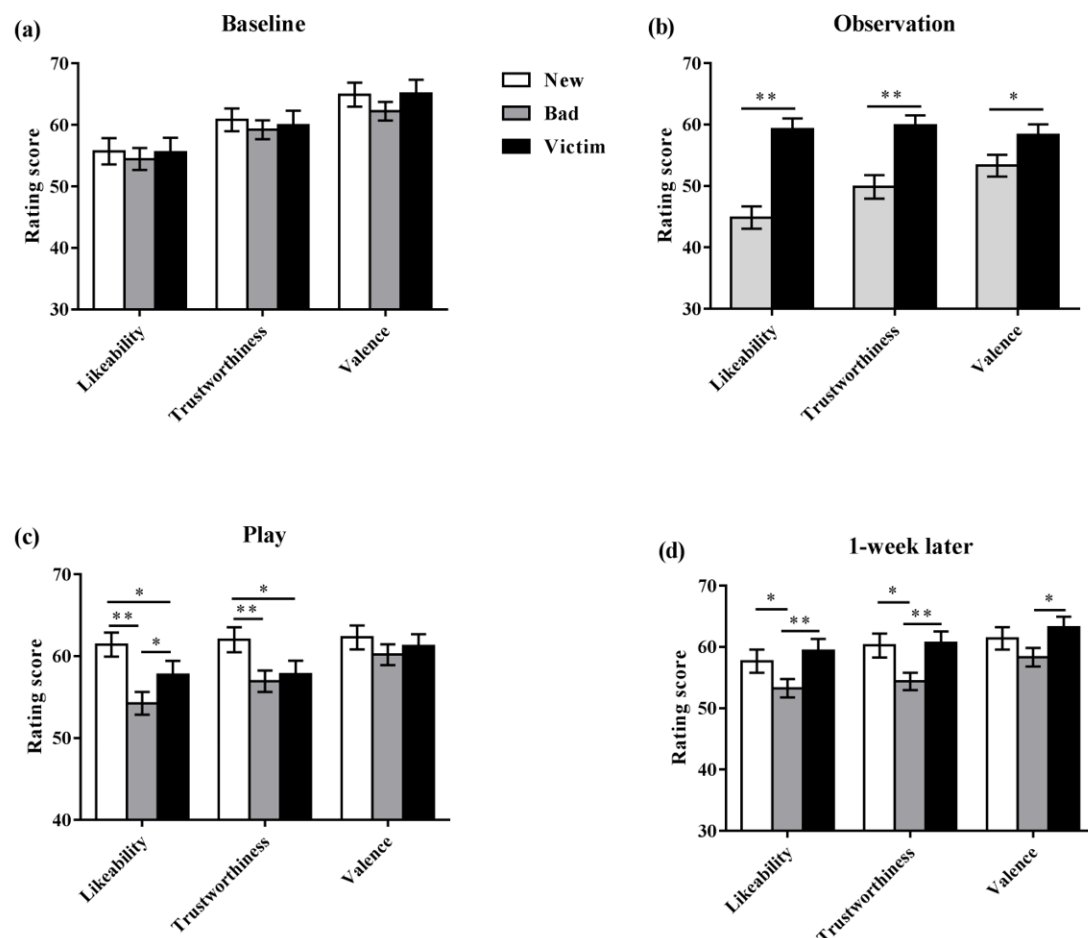 (a)
Baseline
70
60
50
40
30
Rating score
Likeability
Trustworthiness
Valence
New
Bad
Victim
(b)
Observation
70
60
50
40
30
Rating score
**
**
*
Likeability
Trustworthiness
Valence
(c)
Play
70
60
50
40
Rating score
*
**
*
*
**
Likeability
Trustworthiness
Valence
(d)
1-week later
70
60
50
40
30
Rating score
*
**
*
**
*
Likeability
Trustworthiness
Valence